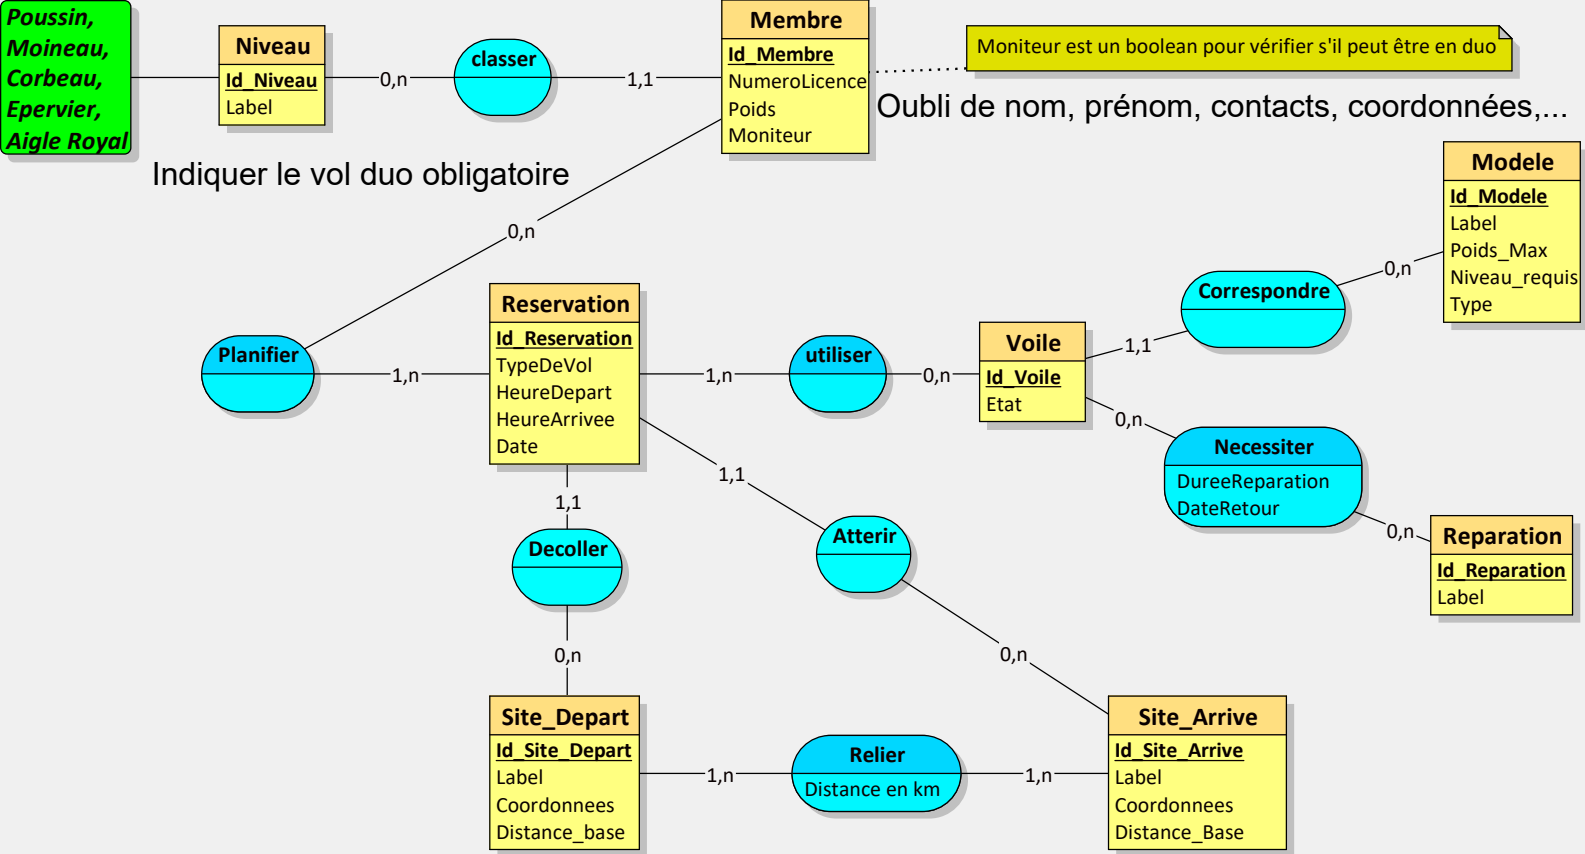 Poussin,
Moineau,
Corbeau,
Epervier,
Aigle Royal
Niveau
Id_Niveau
Label
0,n
classer
1,1
Membre
Id_Membre
NumeroLicence
Poids
Moniteur
Moniteur est un boolean pour vérifier s'il peut être en duo
Oubli de nom, prénom, contacts, coordonnées,...
Indiquer le vol duo obligatoire
Modele
Id_Modele
Label
Poids_Max
Niveau_requis
Type
0,n
0,n
Correspondre
1,1
Planifier
1,n
Reservation
Id_Reservation
TypeDeVol
HeureDepart
HeureArrivee
Date
1,n
utiliser
0,n
Voile
Id_Voile
Etat
0,n
Necessiter
DureeReparation
DateRetour
0,n
Reparation
Id_Reparation
Label
1,1
Decoller
0,n
1,1
Atterir
0,n
Site_Depart
Id_Site_Depart
Label
Coordonnees
Distance_base
1,n
Relier
Distance en km
1,n
Site_Arrive
Id_Site_Arrive
Label
Coordonnees
Distance_Base